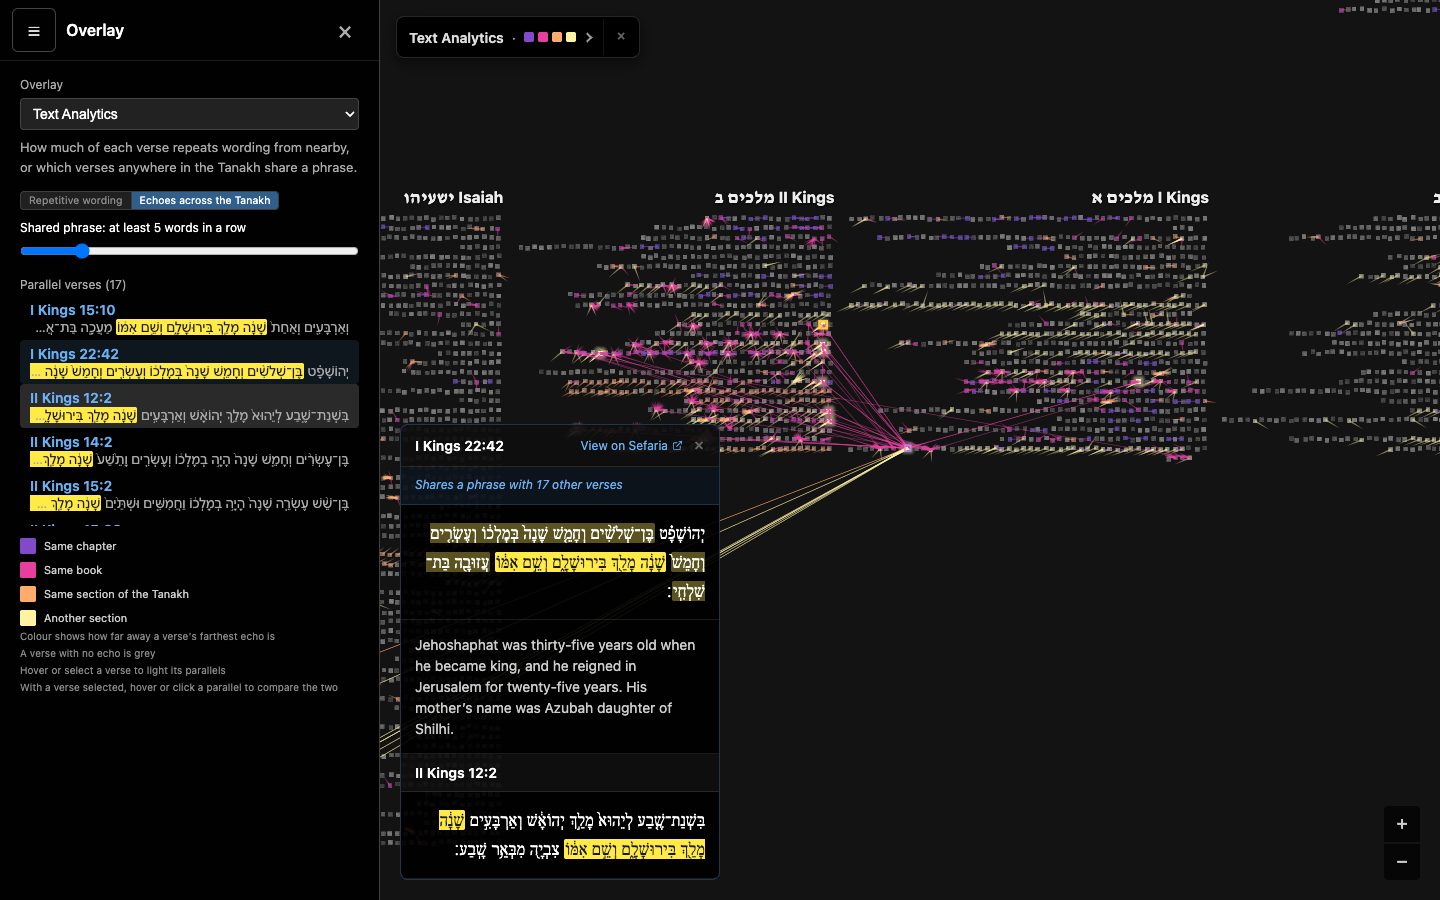 Overlay
Overlay
Text Analytics
How much of each verse repeats wording from nearby,
or which verses anywhere in the Tanakh share a phrase.
Repetitive wording
Echoes across the Tanakh
Shared phrase: at least 5 words in a row
Parallel verses (17)
I Kings 15:10
וְאַרְבָּעִ֤ים וְאַחַת֙ שָׁנָ֔ה מָלַ֖ךְ בִּירוּשָׁלָ֑͏ִם וְשֵׁ֣ם אִמּ֔וֹ מַעֲכָ֖ה בַּת־אֲ...
I Kings 22:42
יְהוֹשָׁפָ֗ט בֶּן־שְׁלֹשִׁ֨ים וְחָמֵ֤שׁ שָׁנָה֙ בְּמׇלְכ֔וֹ וְעֶשְׂרִ֤ים וְחָמֵשׁ֙ שָׁנָ֔ה ...
II Kings 12:2
בִּשְׁנַת־שֶׁ֤בַע לְיֵהוּא֙ מָלַ֣ךְ יְהוֹאָ֔שׁ וְאַרְבָּעִ֣ים שָׁנָ֔ה מָלַ֖ךְ בִּירוּשָׁלָ֑...
II Kings 14:2
בֶּן־עֶשְׂרִ֨ים וְחָמֵ֤שׁ שָׁנָה֙ הָיָ֣ה בְמׇלְכ֔וֹ וְעֶשְׂרִ֣ים וָתֵ֔שַׁע שָׁנָ֔ה מָלַ֖ךְ...
II Kings 15:2
בֶּן־שֵׁ֨שׁ עֶשְׂרֵ֤ה שָׁנָה֙ הָיָ֣ה בְמׇלְכ֔וֹ וַחֲמִשִּׁ֤ים וּשְׁתַּ֙יִם֙ שָׁנָ֔ה מָלַ֖ךְ ...
Same chapter
Same book
Same section of the Tanakh
Another section
Colour shows how far away a verse's farthest echo is
A verse with no echo is grey
Hover or select a verse to light its parallels
With a verse selected, hover or click a parallel to compare the two
Text Analytics ·
ישעיהו Isaiah
מלכים ב II Kings
מלכים א I Kings
I Kings 22:42
View on Sefaria
Shares a phrase with 17 other verses
יְהוֹשָׁפָ֗ט בֶּן־שְׁלֹשִׁ֨ים וְחָמֵ֤שׁ שָׁנָה֙ בְּמׇלְכ֔וֹ וְעֶשְׂרִ֤ים
וְחָמֵשׁ֙ שָׁנָ֔ה מָלַ֖ךְ בִּירוּשָׁלָ֑͏ִם וְשֵׁ֣ם אִמּ֔וֹ עֲזוּבָ֖ה בַּת־
שִׁלְחִֽי׃
Jehoshaphat was thirty-five years old when
he became king, and he reigned in
Jerusalem for twenty-five years. His
mother's name was Azubah daughter of
Shilhi.
II Kings 12:2
בִּשְׁנַת־שֶׁ֤בַע לְיֵהוּא֙ מָלַ֣ךְ יְהוֹאָ֔שׁ וְאַרְבָּעִ֣ים שָׁנָ֔ה
מָלַ֖ךְ בִּירוּשָׁלָ֑͏ִם וְשֵׁ֣ם אִמּ֔וֹ צִבְיָ֖ה מִבְּאֵ֥ר שָֽׁבַע׃